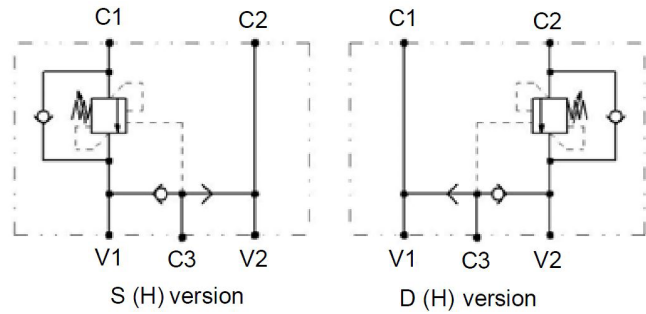 C1 C2 C1 C2
V1 C3 V2 V1 C3 V2
S (H) version D (H) version